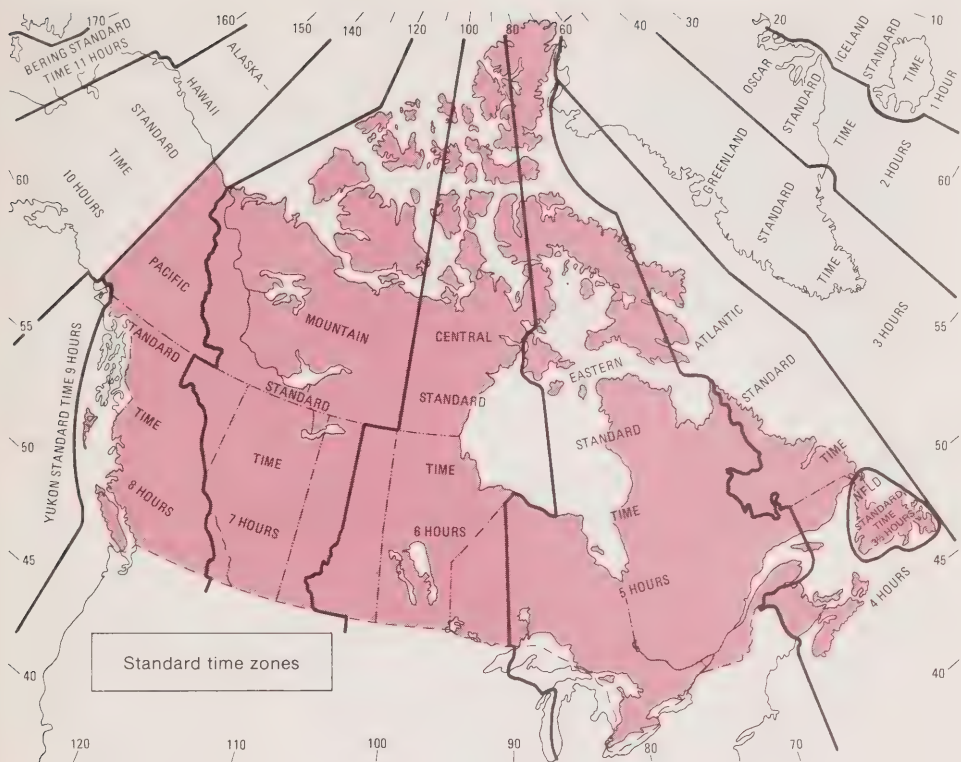 170
160
150
140
120
100
80
60
40
30
20
10
BERING STANDARD
TIME 11 HOURS
ALASKA-
HAWAII
STANDARD
TIME
10 HOURS
OSCAR
STANDARD
TIME
2 HOURS
ICELAND
STANDARD
TIME
1 HOUR
GREENLAND
STANDARD
TIME
3 HOURS
60
55
50
45
40
60
55
50
45
40
YUKON STANDARD TIME 9 HOURS
PACIFIC
STANDARD
TIME
8 HOURS
MOUNTAIN
STANDARD
TIME
7 HOURS
CENTRAL
STANDARD
TIME
6 HOURS
EASTERN
STANDARD
TIME
5 HOURS
ATLANTIC
STANDARD
TIME
4 HOURS
NFLD
STANDARD
TIME
3½ HOURS
Standard time zones
120
110
100
90
80
70